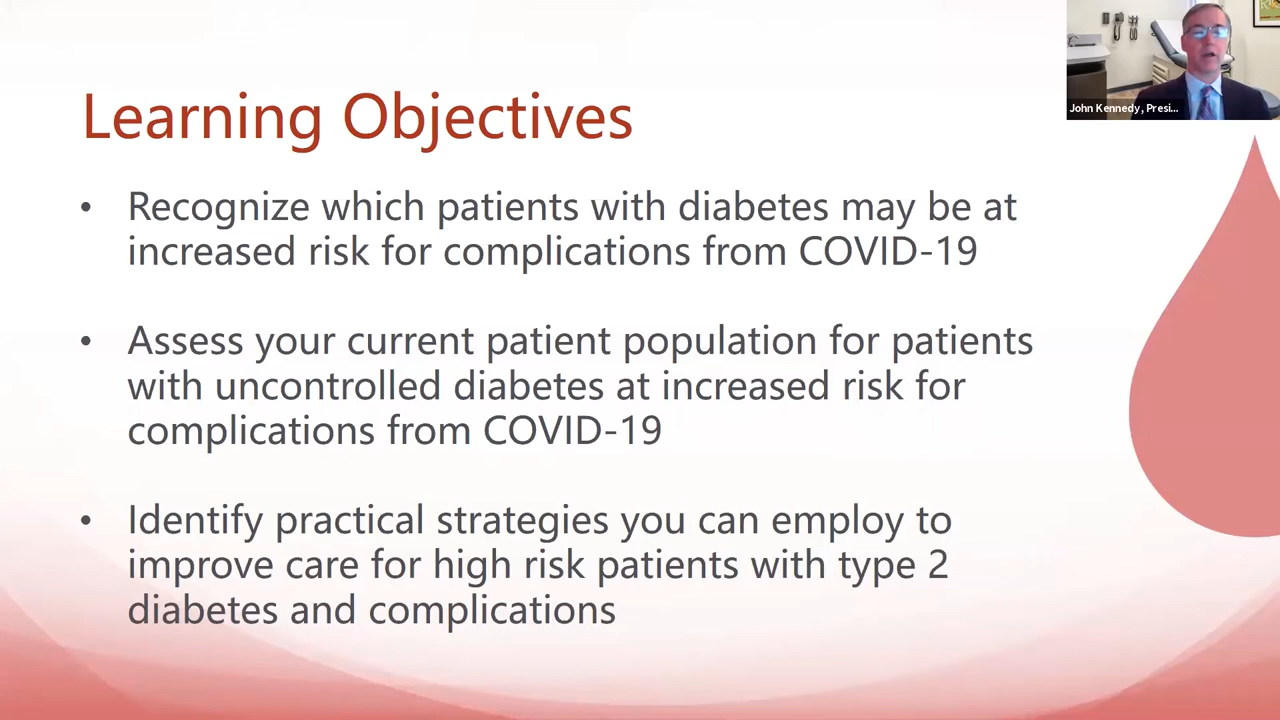 Learning Objectives
• Recognize which patients with diabetes may be at
increased risk for complications from COVID-19
• Assess your current patient population for patients
with uncontrolled diabetes at increased risk for
complications from COVID-19
• Identify practical strategies you can employ to
improve care for high risk patients with type 2
diabetes and complications
John Kennedy, Presi...